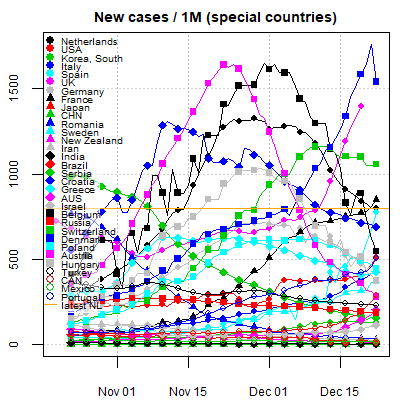 New cases / 1M (special countries)
Netherlands
USA
Korea, South
Italy
Spain
UK
Germany
France
Japan
CHN
Romania
Sweden
New Zealand
Iran
India
Brazil
Serbia
Croatia
Greece
AUS
Israel
Belgium
Russia
Switzerland
Denmark
Poland
Austria
Hungary
Turkey
CAN
Mexico
Portugal
latest NL
0
500
1000
1500
Nov 01
Nov 15
Dec 01
Dec 15